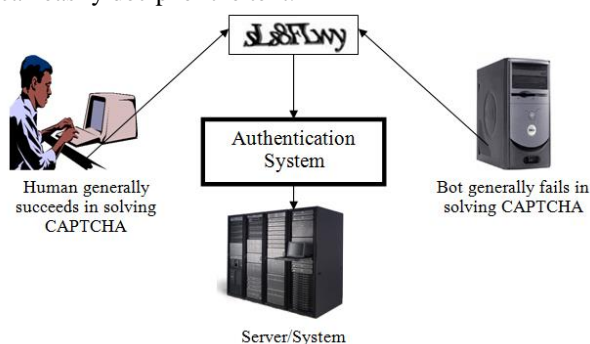 Authentication
System
Human generally
succeeds in solving
CAPTCHA
Bot generally fails in
solving CAPTCHA
Server/System